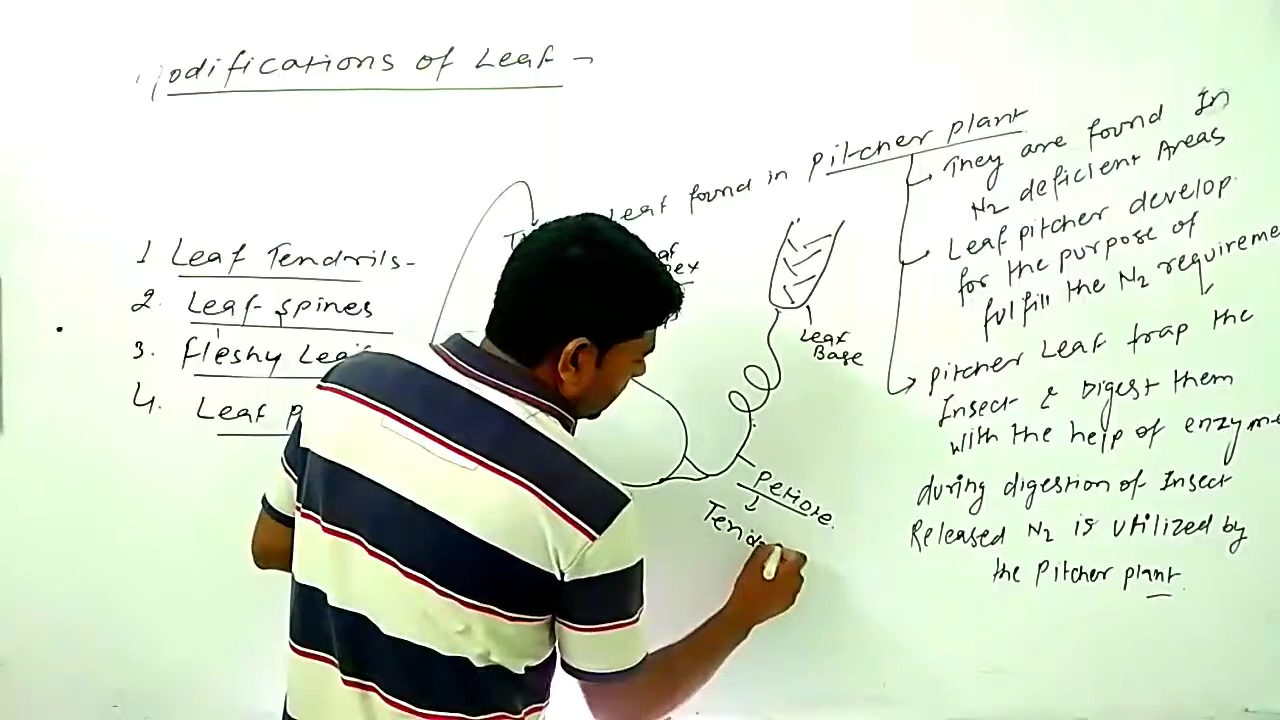 Modifications of Leaf -
1 Leaf Tendrils-
2. Leaf spines
3. fleshy Leaf
4. Leaf P
Leaf found in pitcher plant
Leaf
Base
petiole.
Tend
They are found In
N2 deficient Areas
Leaf pitcher develop.
for the purpose of
fulfill the N2 requireme
pitcher Leaf trap the
Insect & Digest them
with the help of enzyme
during digestion of Insect
Released N2 is utilized by
the Pitcher plant